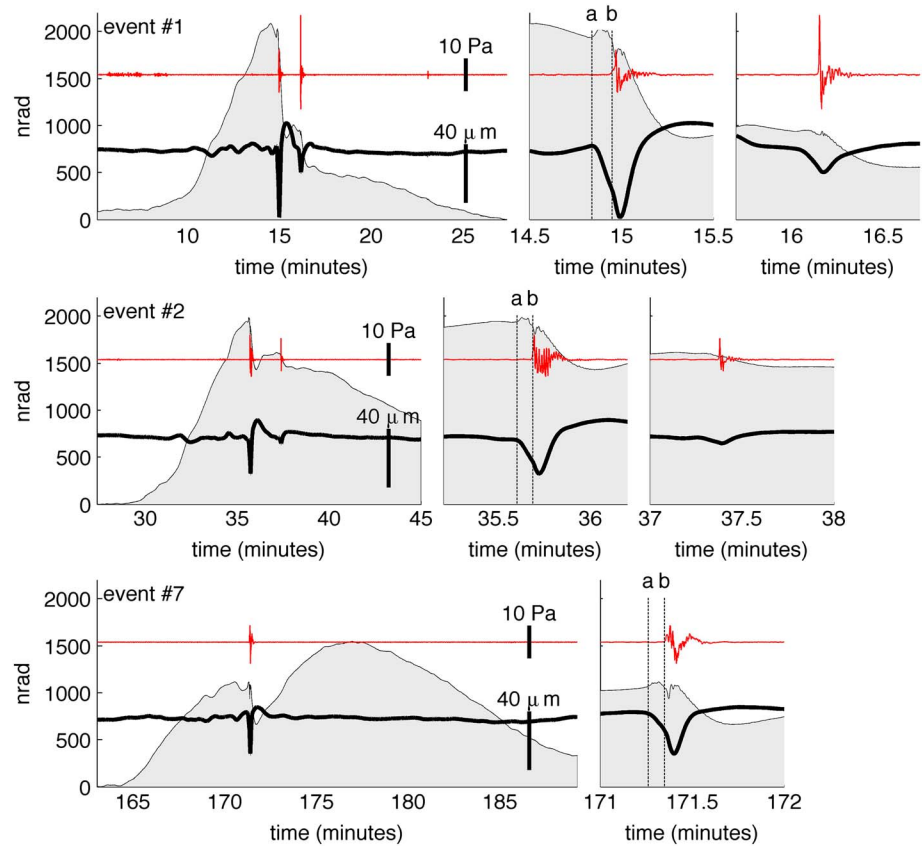 event #1
nrad
2000
1500
1000
500
0
10 Pa
40 μ m
10 15 20 25
time (minutes)
a b
14.5 15 15.5
time (minutes)
16 16.5
time (minutes)
event #2
nrad
2000
1500
1000
500
0
10 Pa
40 μ m
30 35 40 45
time (minutes)
a b
35.5 36
time (minutes)
37 37.5 38
time (minutes)
event #7
nrad
2000
1500
1000
500
0
10 Pa
40 μ m
165 170 175 180 185
time (minutes)
a b
171 171.5 172
time (minutes)